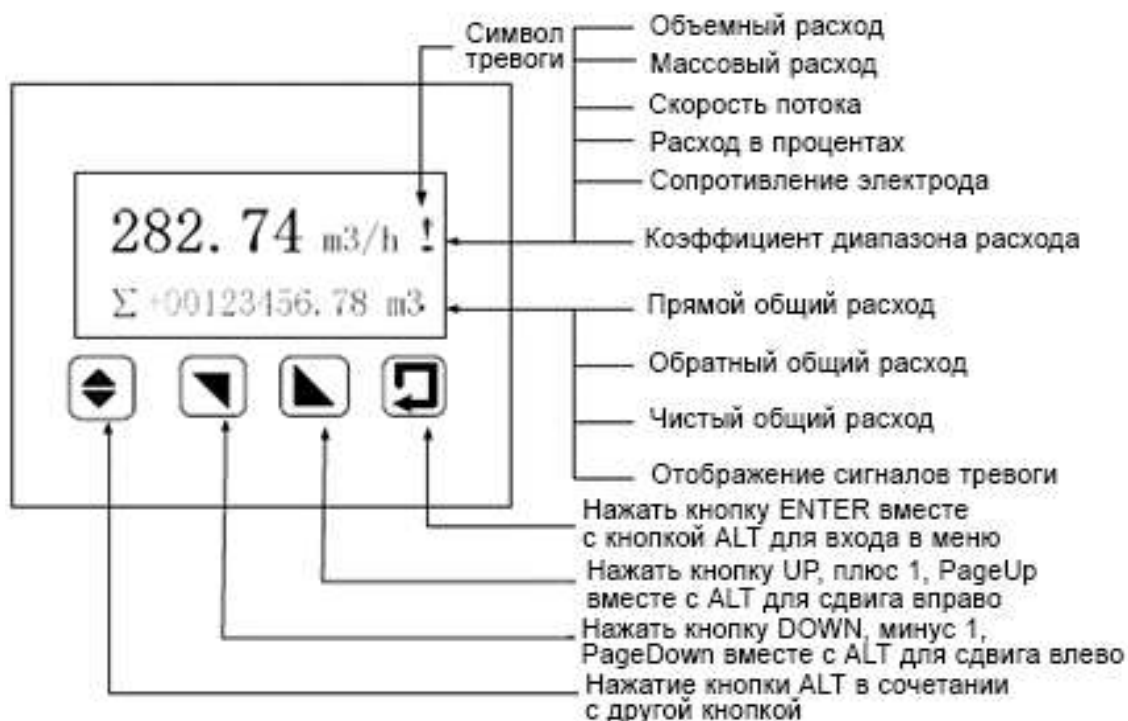 Символ
тревоги
Объемный расход
Массовый расход
Скорость потока
Расход в процентах
Сопротивление электрода
Коэффициент диапазона расхода
282.74 m3/h !
Σ +00123456.78 m3
Прямой общий расход
Обратный общий расход
Чистый общий расход
Отображение сигналов тревоги
Нажать кнопку ENTER вместе
с кнопкой ALT для входа в меню
Нажать кнопку UP, плюс 1, PageUp
вместе с ALT для сдвига вправо
Нажать кнопку DOWN, минус 1,
PageDown вместе с ALT для сдвига влево
Нажатие кнопки ALT в сочетании
с другой кнопкой